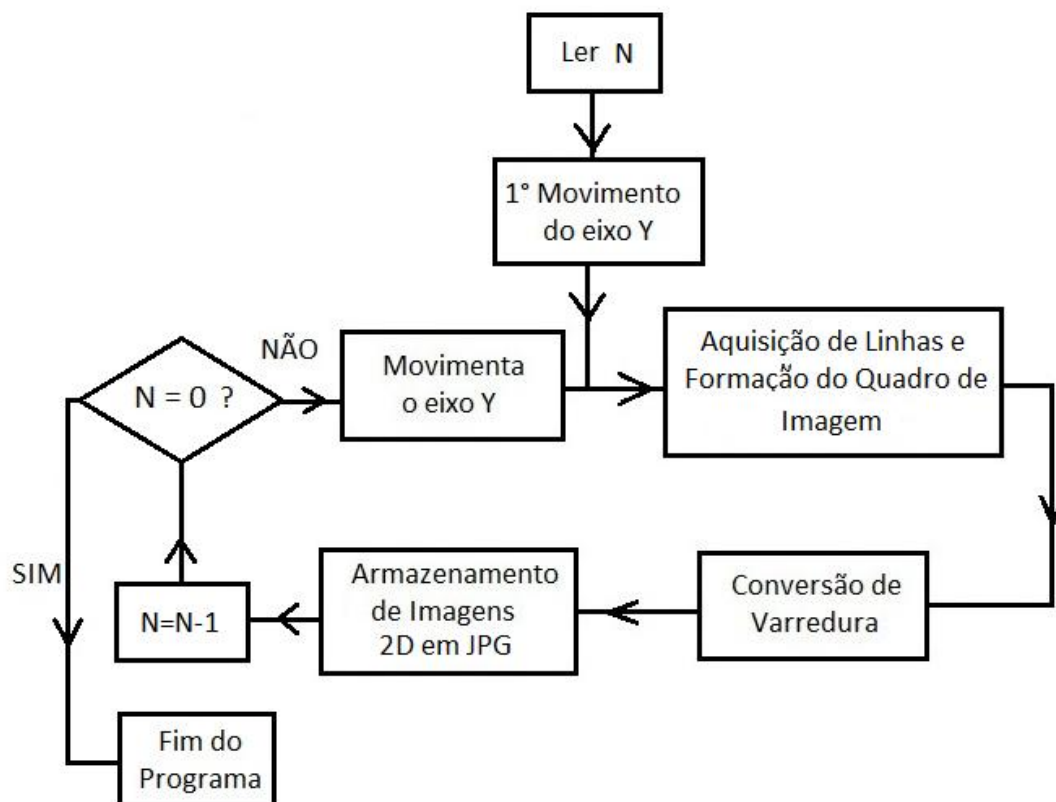 Ler N
1° Movimento
do eixo Y
NÃO
N = 0 ?
Movimenta
o eixo Y
Aquisição de Linhas e
Formação do Quadro de
Imagem
SIM
N=N-1
Armazenamento
de Imagens
2D em JPG
Conversão de
Varredura
Fim do
Programa